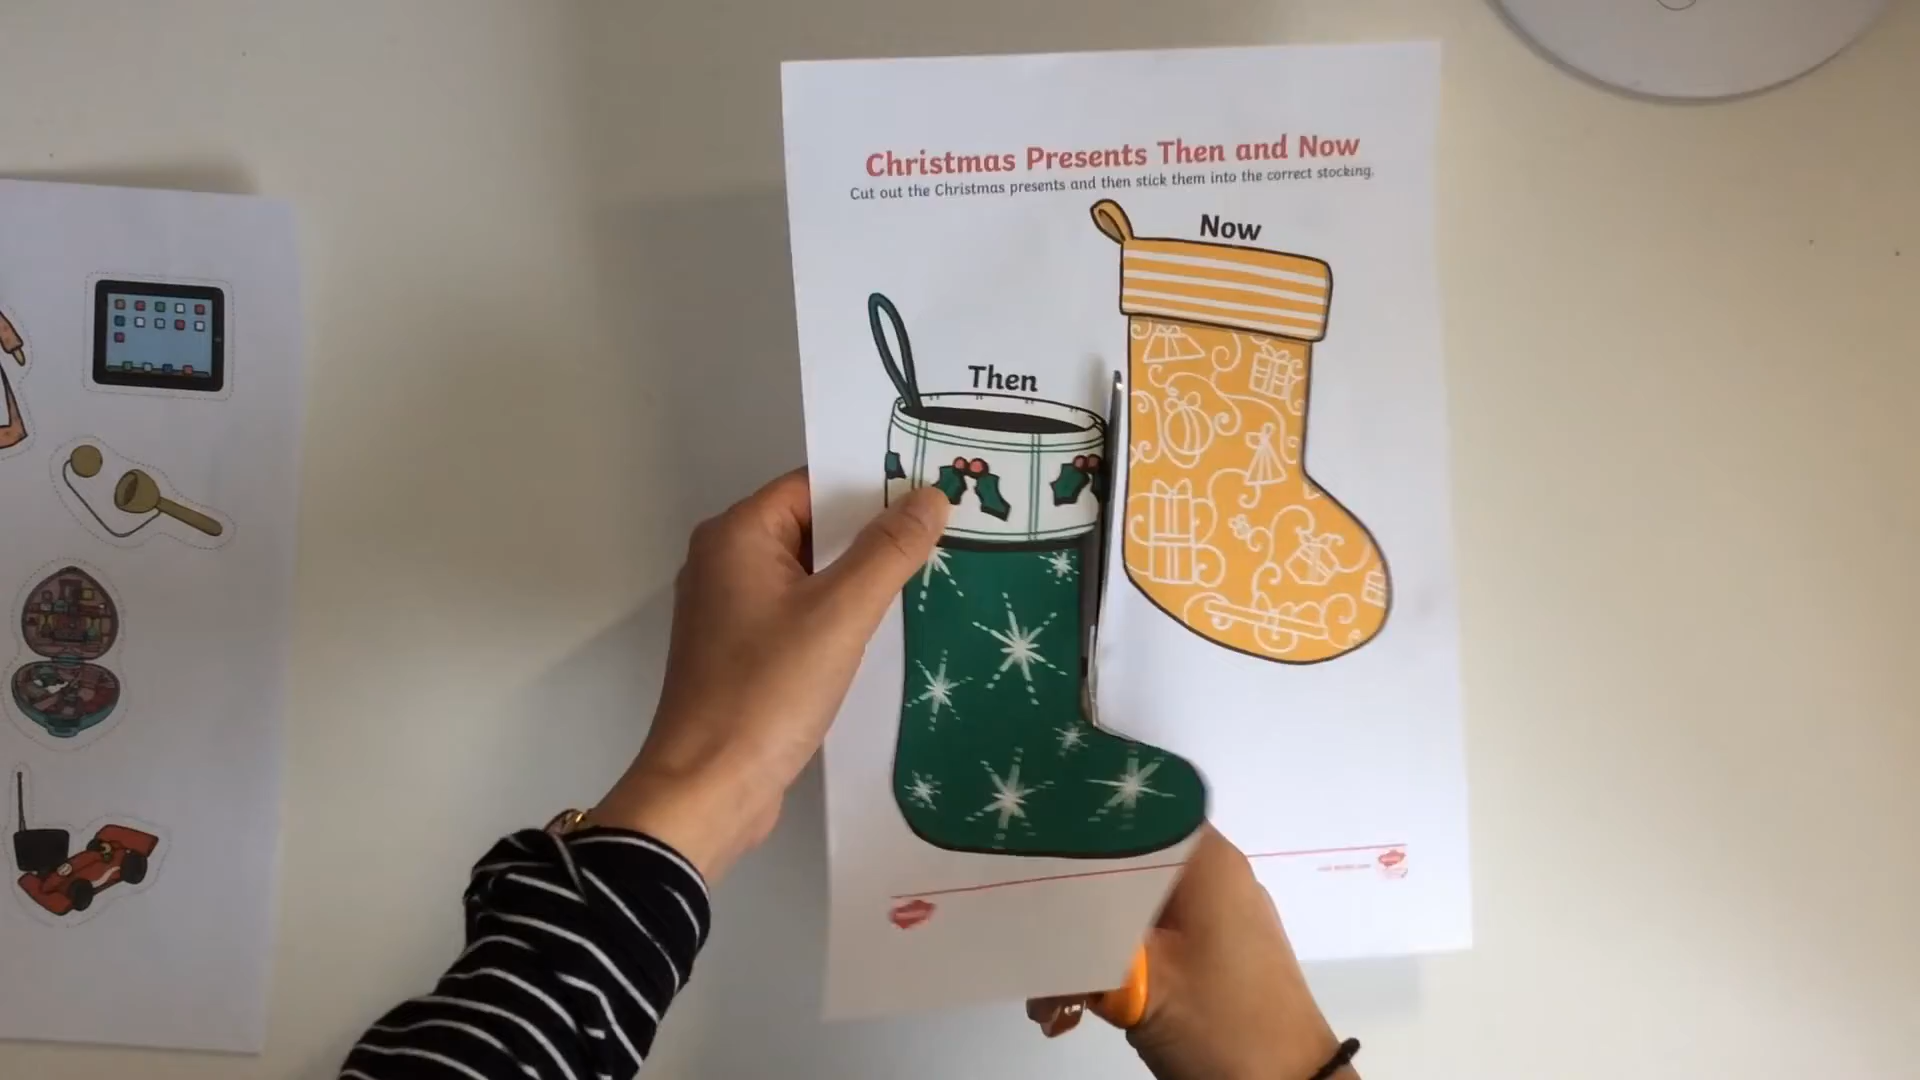 Christmas Presents Then and Now
Cut out the Christmas presents and then stick them into the correct stocking.
Now
Then